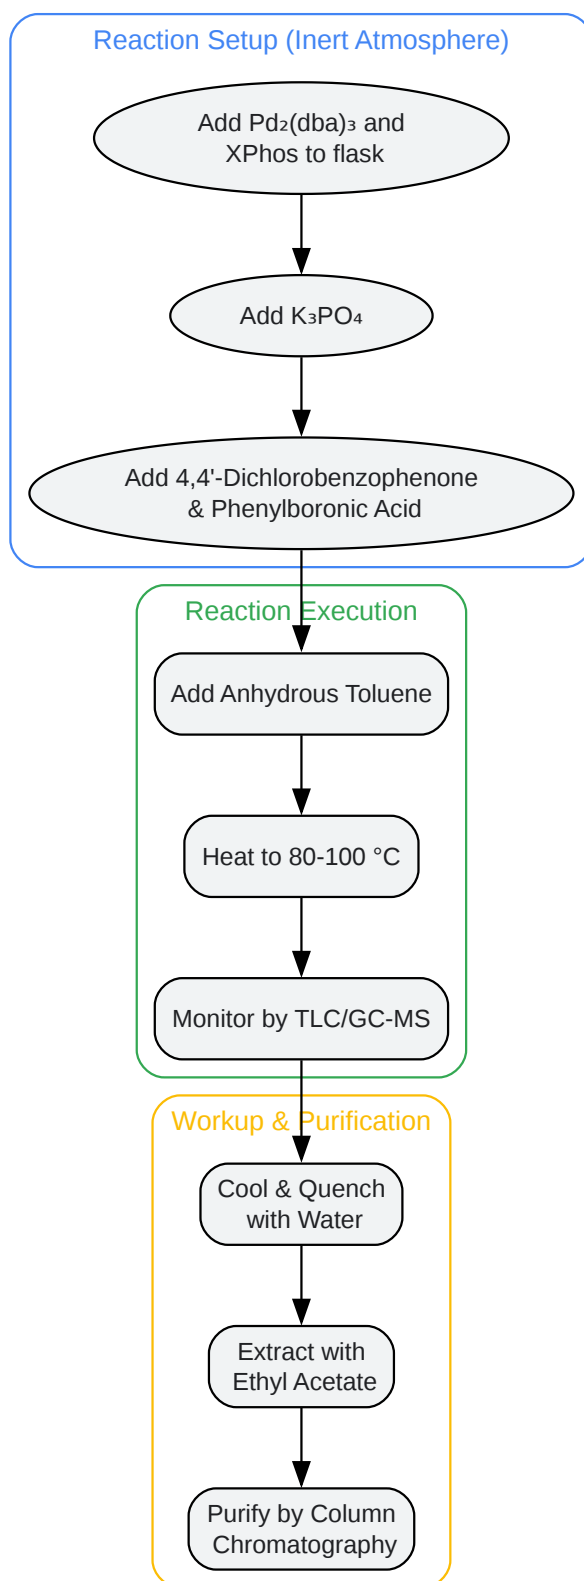 Reaction Setup (Inert Atmosphere)
Add Pd₂(dba)₃ and
XPhos to flask
Add K₃PO₄
Add 4,4'-Dichlorobenzophenone
& Phenylboronic Acid
Reaction Execution
Add Anhydrous Toluene
Heat to 80-100 °C
Monitor by TLC/GC-MS
Workup & Purification
Cool & Quench
with Water
Extract with
Ethyl Acetate
Purify by Column
Chromatography